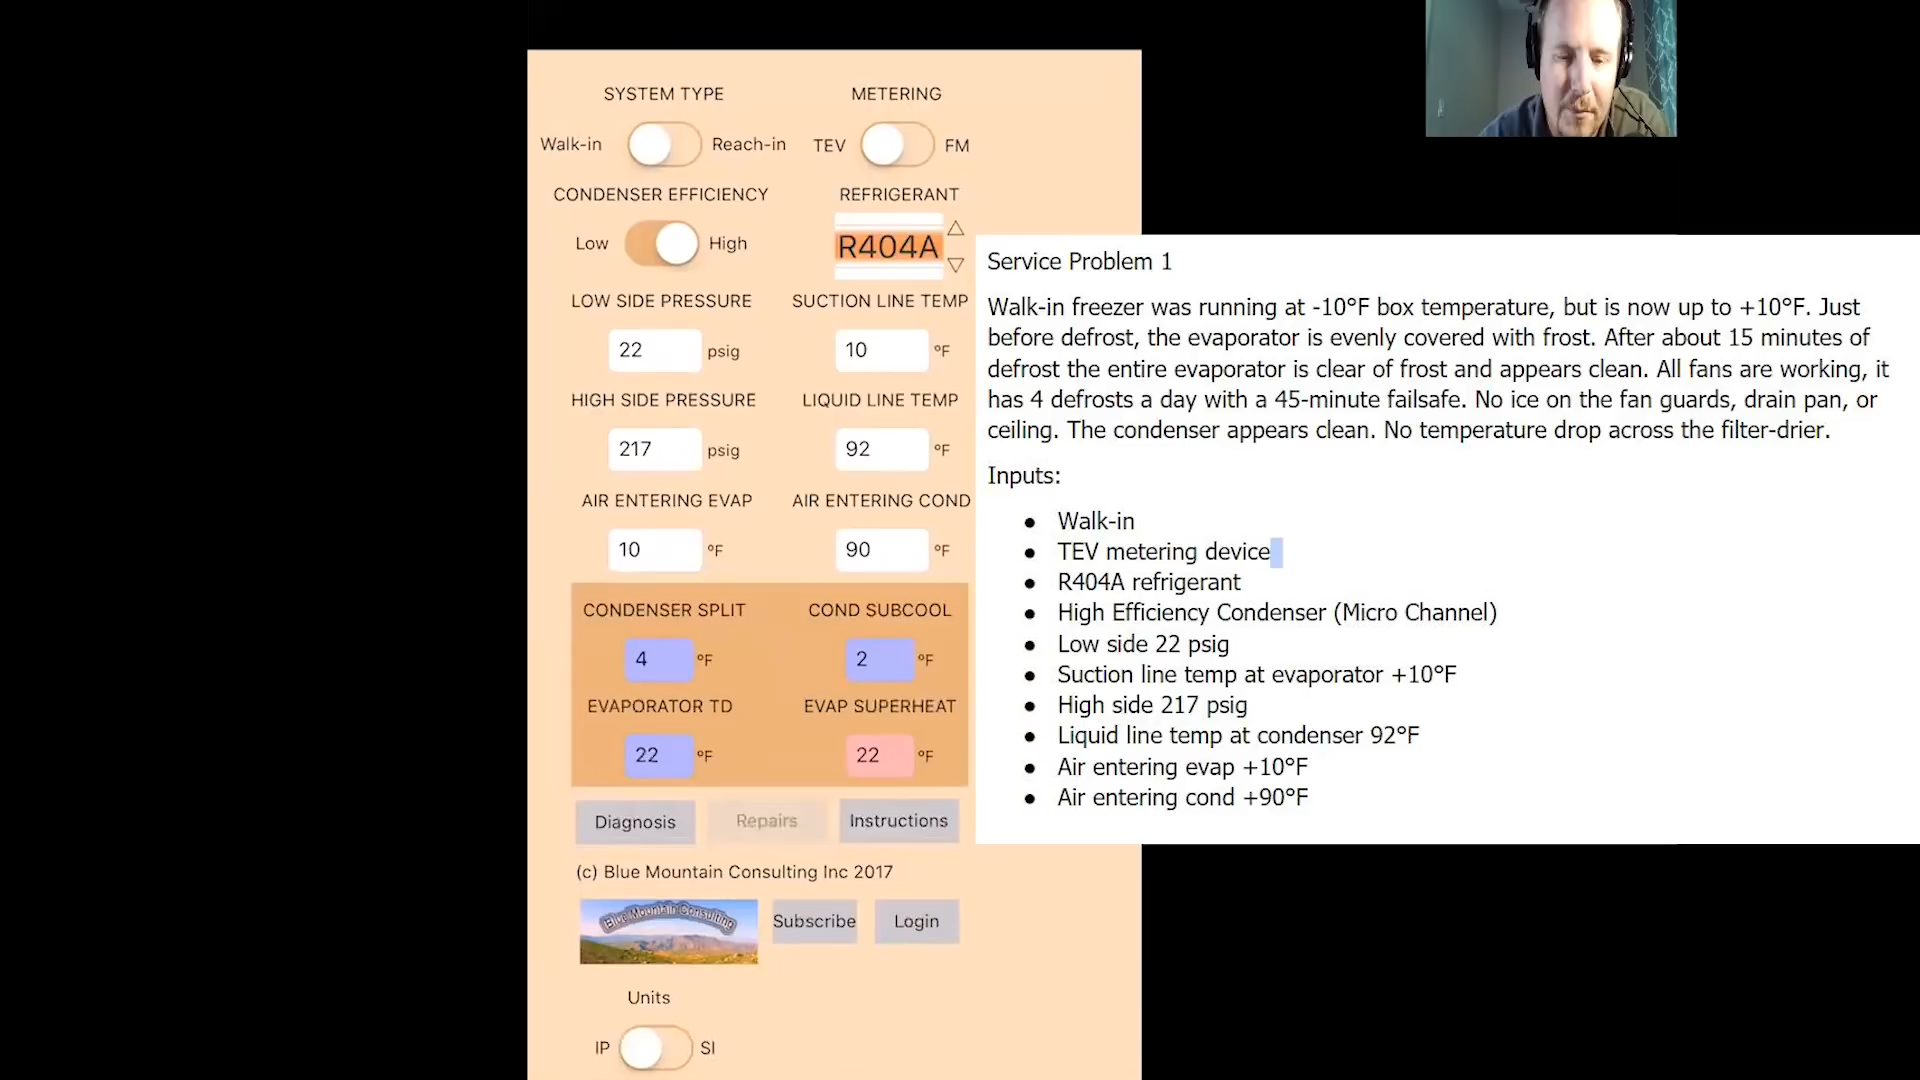 SYSTEM TYPE
METERING
Walk-in
Reach-in
TEV
FM
CONDENSER EFFICIENCY
REFRIGERANT
Low
High
R404A
LOW SIDE PRESSURE
SUCTION LINE TEMP
22 psig
10 °F
HIGH SIDE PRESSURE
LIQUID LINE TEMP
217 psig
92 °F
AIR ENTERING EVAP
AIR ENTERING COND
10 °F
90 °F
CONDENSER SPLIT
COND SUBCOOL
4 °F
2 °F
EVAPORATOR TD
EVAP SUPERHEAT
22 °F
22 °F
Diagnosis
Repairs
Instructions
(c) Blue Mountain Consulting Inc 2017
Blue Mountain Consulting
Subscribe
Login
Units
IP
SI
Service Problem 1
Walk-in freezer was running at -10°F box temperature, but is now up to +10°F. Just
before defrost, the evaporator is evenly covered with frost. After about 15 minutes of
defrost the entire evaporator is clear of frost and appears clean. All fans are working, it
has 4 defrosts a day with a 45-minute failsafe. No ice on the fan guards, drain pan, or
ceiling. The condenser appears clean. No temperature drop across the filter-drier.
Inputs:
● Walk-in
● TEV metering device
● R404A refrigerant
● High Efficiency Condenser (Micro Channel)
● Low side 22 psig
● Suction line temp at evaporator +10°F
● High side 217 psig
● Liquid line temp at condenser 92°F
● Air entering evap +10°F
● Air entering cond +90°F